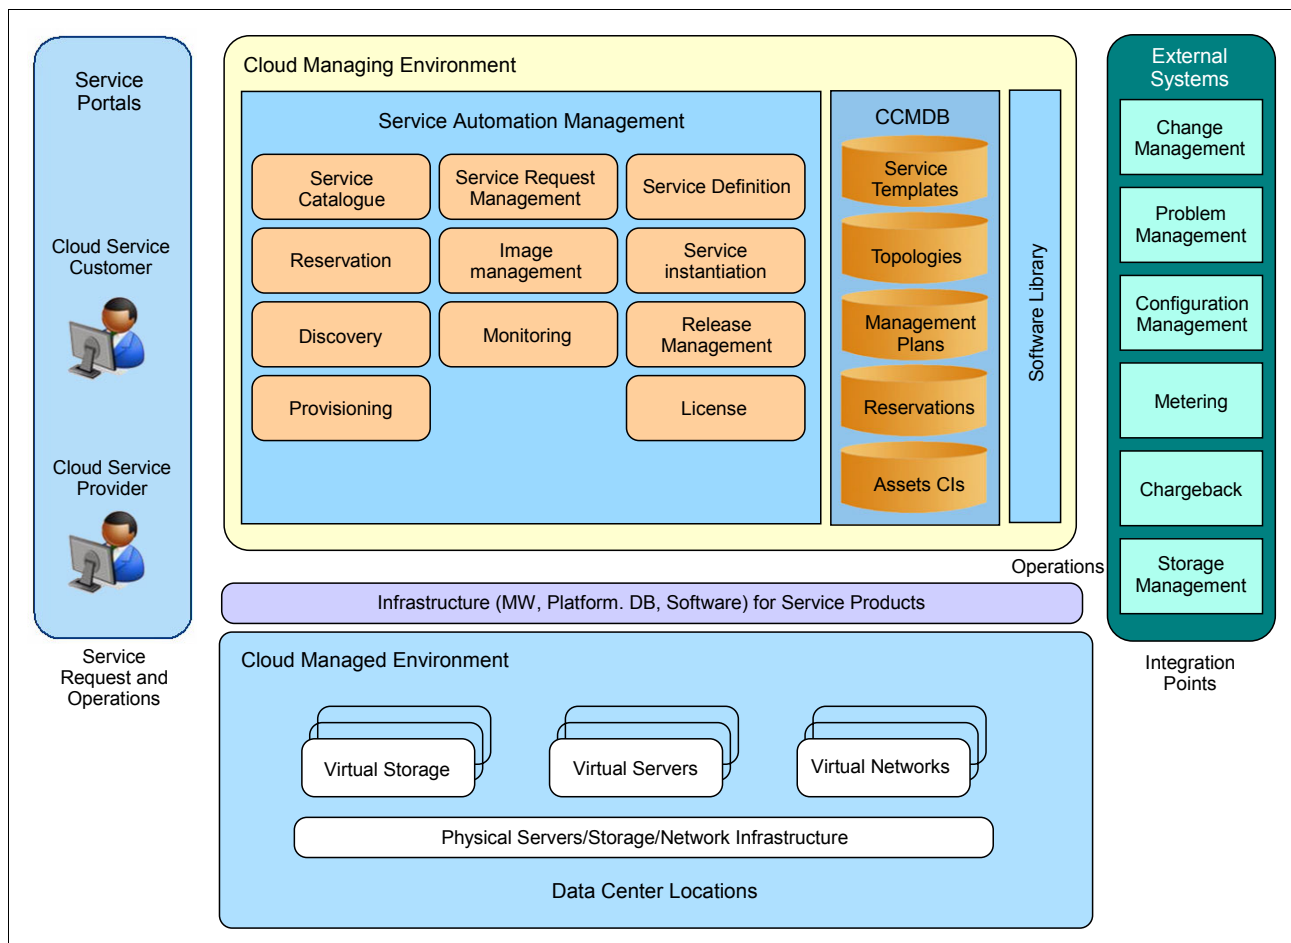 Service
Portals
Cloud Service
Customer
Cloud Service
Provider
Service
Request and
Operations
Cloud Managing Environment
Service Automation Management
Service
Catalogue
Service Request
Management
Service Definition
Reservation
Image
management
Service
instantiation
Discovery
Monitoring
Release
Management
Provisioning
License
CCMDB
Service
Templates
Topologies
Management
Plans
Reservations
Assets CIs
Software Library
Operations
Infrastructure (MW, Platform. DB, Software) for Service Products
Cloud Managed Environment
Virtual Storage
Virtual Servers
Virtual Networks
Physical Servers/Storage/Network Infrastructure
Data Center Locations
External
Systems
Change
Management
Problem
Management
Configuration
Management
Metering
Chargeback
Storage
Management
Integration
Points